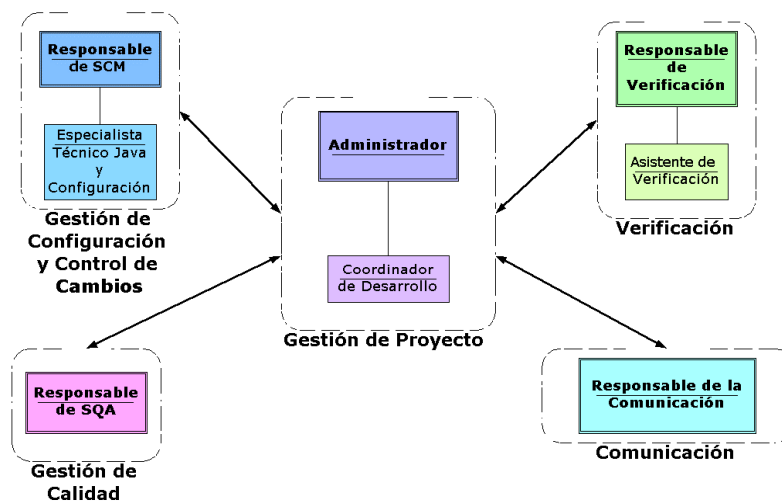 Responsable
de SCM
Especialista
Técnico Java
y
Configuración
Gestión de
Configuración
y Control de
Cambios
Administrador
Coordinador
de Desarrollo
Gestión de Proyecto
Responsable
de
Verificación
Asistente de
Verificación
Verificación
Responsable
de SQA
Gestión de
Calidad
Responsable de la
Comunicación
Comunicación